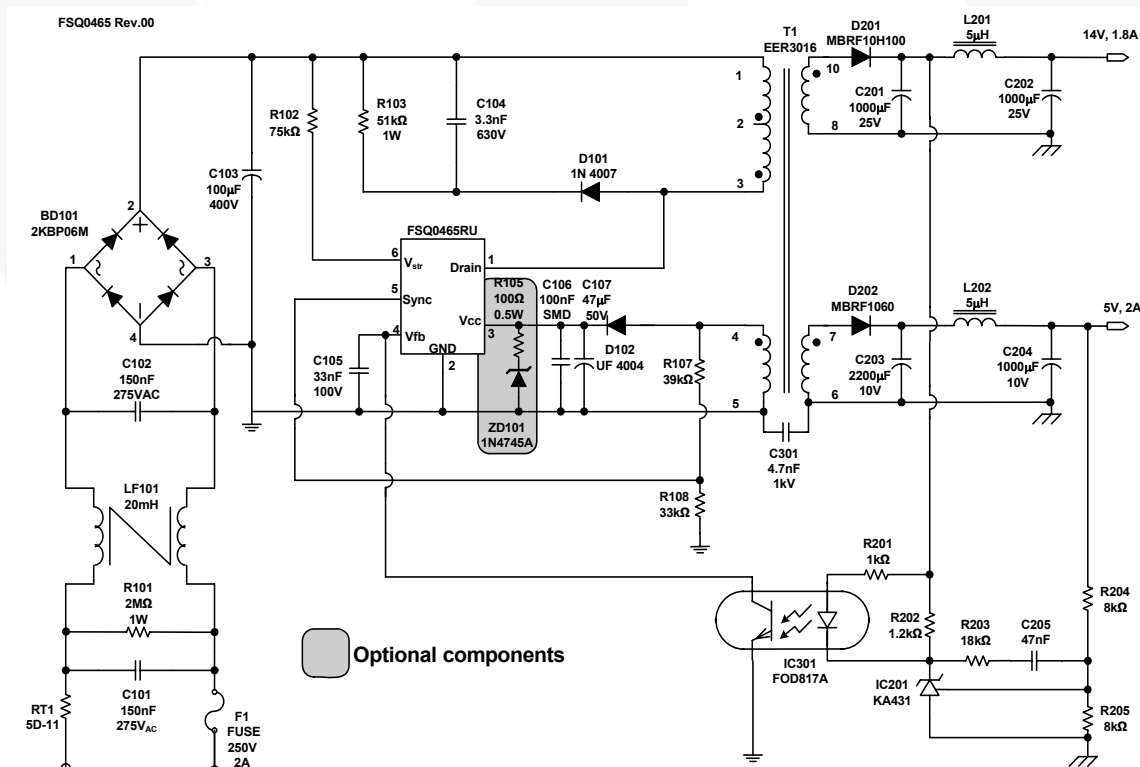 FSQ0465 Rev.00
T1
EER3016
D201
MBRF10H100
L201
5µH
14V, 1.8A
1
2
3
10
8
C201
1000µF
25V
C202
1000µF
25V
R102
75kΩ
R103
51kΩ
1W
C104
3.3nF
630V
D101
1N 4007
C103
100µF
400V
BD101
2KBP06M
2
1
3
4
FSQ0465RU
6
Vstr
Drain
1
5
Sync
4
Vfb
Vcc
3
GND
2
R105
100Ω
0.5W
C106
100nF
SMD
C107
47µF
50V
D102
UF 4004
ZD101
1N4745A
C105
33nF
100V
R107
39kΩ
4
5
7
6
D202
MBRF1060
L202
5µH
5V, 2A
C203
2200µF
10V
C204
1000µF
10V
C301
4.7nF
1kV
C102
150nF
275VAC
LF101
20mH
R108
33kΩ
R101
2MΩ
1W
C101
150nF
275VAC
RT1
5D-11
F1
FUSE
250V
2A
Optional components
R201
1kΩ
R202
1.2kΩ
R203
18kΩ
C205
47nF
R204
8kΩ
R205
8kΩ
IC301
FOD817A
IC201
KA431